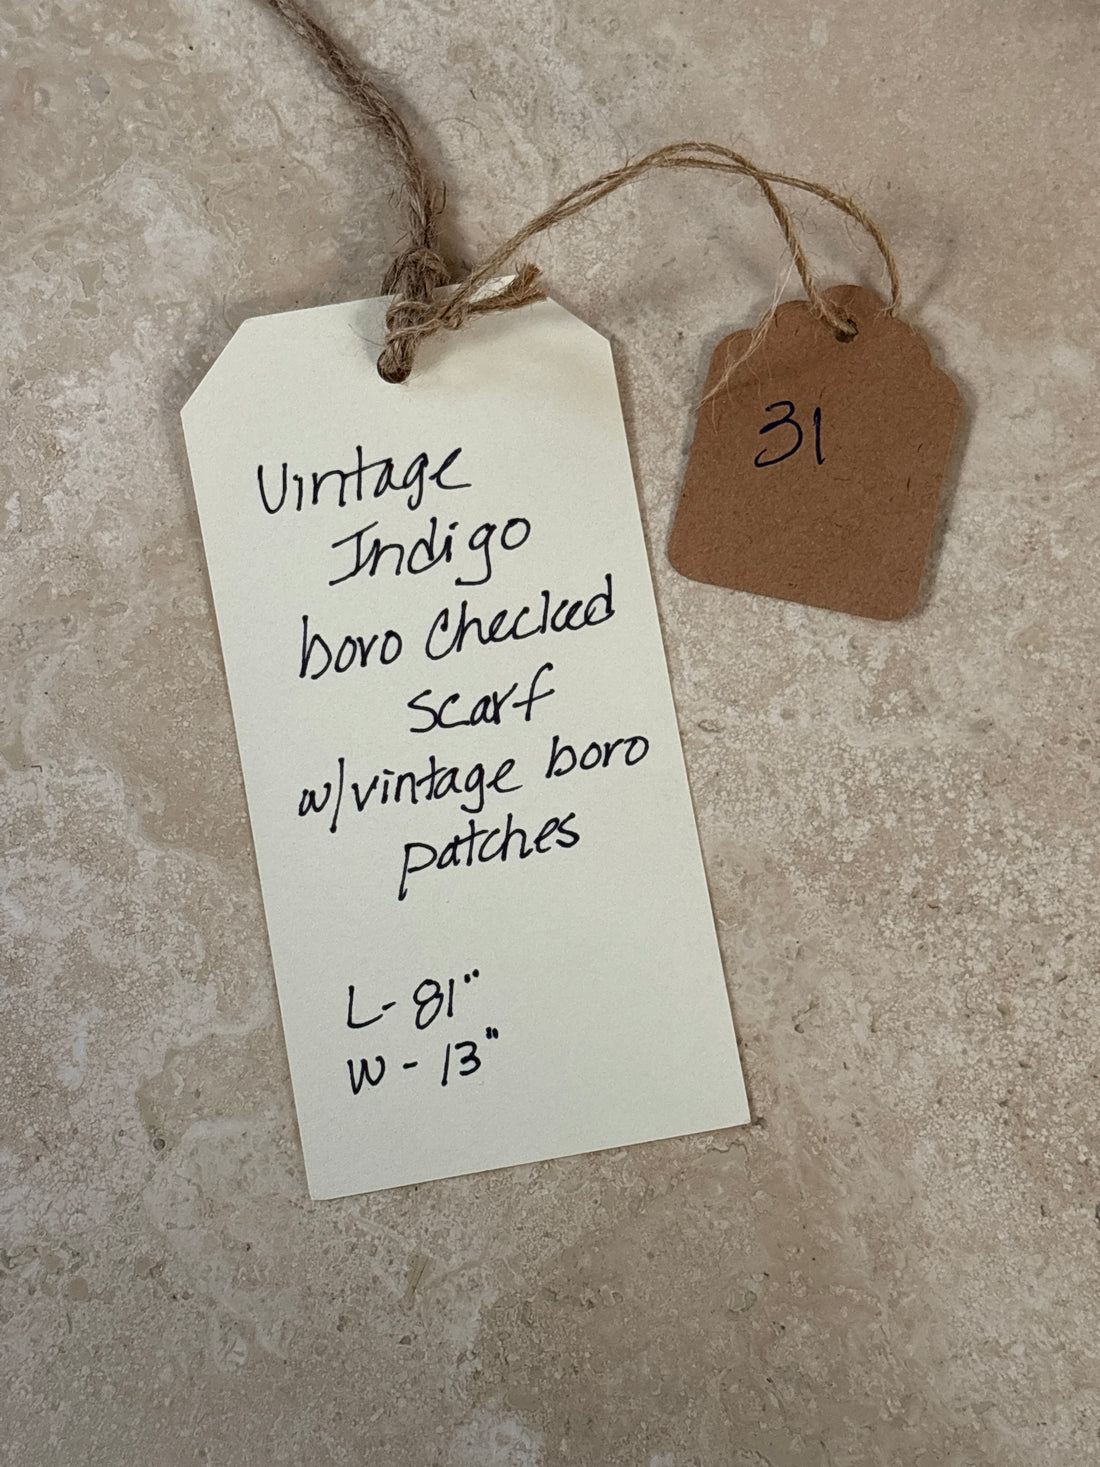 Vintage
Indigo
boro Checked
scarf
w/vintage boro
patches
L- 81"
W - 13"
31